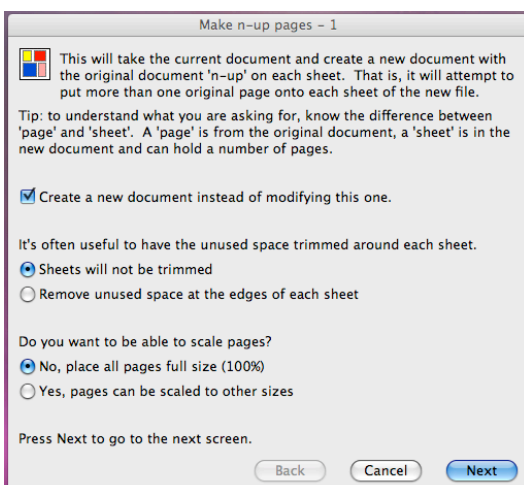 Make n-up pages - 1
This will take the current document and create a new document with
the original document 'n-up' on each sheet. That is, it will attempt to
put more than one original page onto each sheet of the new file.
Tip: to understand what you are asking for, know the difference between
'page' and 'sheet'. A 'page' is from the original document, a 'sheet' is in the
new document and can hold a number of pages.
Create a new document instead of modifying this one.
It's often useful to have the unused space trimmed around each sheet.
Sheets will not be trimmed
Remove unused space at the edges of each sheet
Do you want to be able to scale pages?
No, place all pages full size (100%)
Yes, pages can be scaled to other sizes
Press Next to go to the next screen.
Back Cancel Next